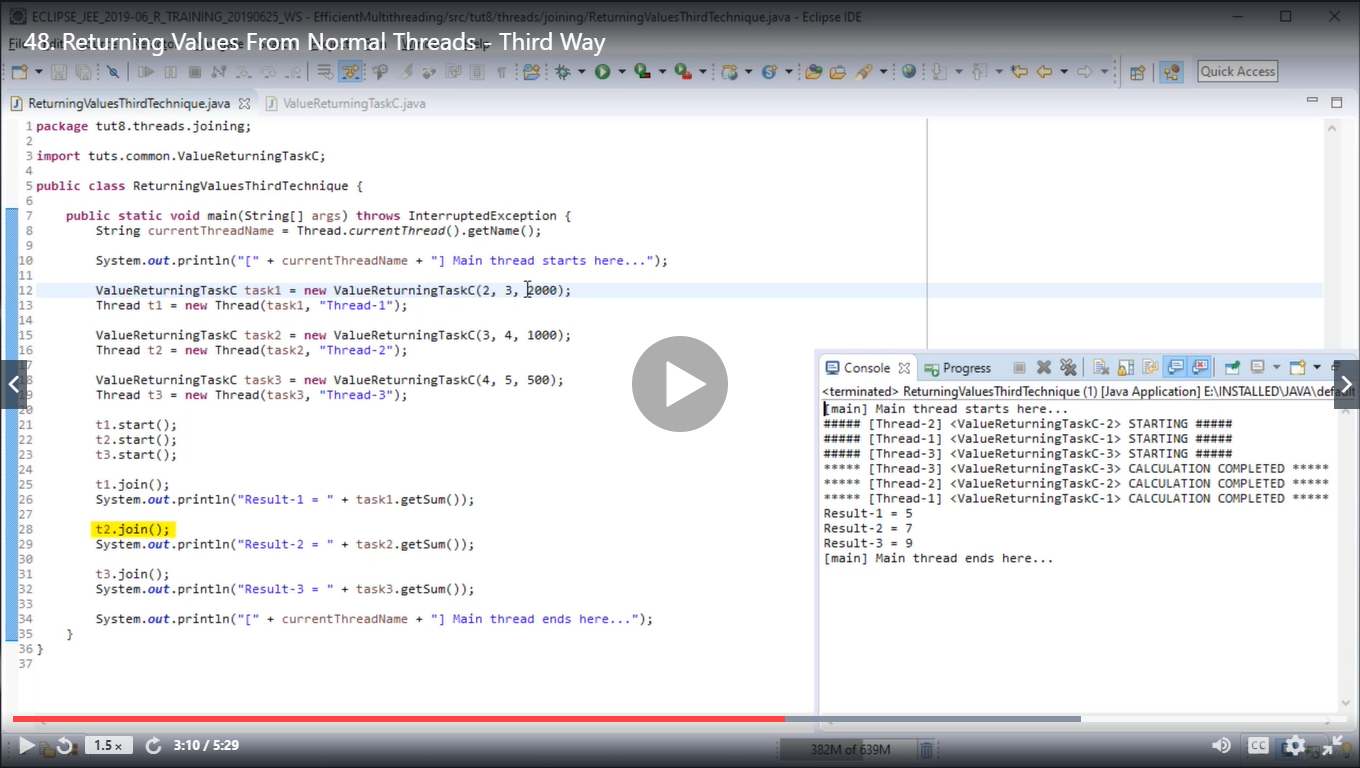 ECLIPSE_JEE_2019-06_R_TRAINING_20190625_WS - EfficientMultithreading/src/tut8/threads/joining/ReturningValuesThirdTechnique.java - Eclipse IDE
48. Returning Values From Normal Threads - Third Way
Quick Access
ReturningValuesThirdTechnique.java
ValueReturningTaskC.java
1 package tut8.threads.joining;
2
3 import tuts.common.ValueReturningTaskC;
4
5 public class ReturningValuesThirdTechnique {
6
7     public static void main(String[] args) throws InterruptedException {
8         String currentThreadName = Thread.currentThread().getName();
9
10         System.out.println("[" + currentThreadName + "] Main thread starts here...");
11
12         ValueReturningTaskC task1 = new ValueReturningTaskC(2, 3, 2000);
13         Thread t1 = new Thread(task1, "Thread-1");
14
15         ValueReturningTaskC task2 = new ValueReturningTaskC(3, 4, 1000);
16         Thread t2 = new Thread(task2, "Thread-2");
17
18         ValueReturningTaskC task3 = new ValueReturningTaskC(4, 5, 500);
19         Thread t3 = new Thread(task3, "Thread-3");
20
21         t1.start();
22         t2.start();
23         t3.start();
24
25         t1.join();
26         System.out.println("Result-1 = " + task1.getSum());
27
28         t2.join();
29         System.out.println("Result-2 = " + task2.getSum());
30
31         t3.join();
32         System.out.println("Result-3 = " + task3.getSum());
33
34         System.out.println("[" + currentThreadName + "] Main thread ends here...");
35     }
36 }
37
Console
Progress
<terminated> ReturningValuesThirdTechnique (1) [Java Application] E:\INSTALLED\JAVA\default
[main] Main thread starts here...
##### [Thread-2] <ValueReturningTaskC-2> STARTING #####
##### [Thread-1] <ValueReturningTaskC-1> STARTING #####
##### [Thread-3] <ValueReturningTaskC-3> STARTING #####
***** [Thread-3] <ValueReturningTaskC-3> CALCULATION COMPLETED *****
***** [Thread-2] <ValueReturningTaskC-2> CALCULATION COMPLETED *****
***** [Thread-1] <ValueReturningTaskC-1> CALCULATION COMPLETED *****
Result-1 = 5
Result-2 = 7
Result-3 = 9
[main] Main thread ends here...
1.5 ×
3:10 / 5:29
382M of 639M
CC